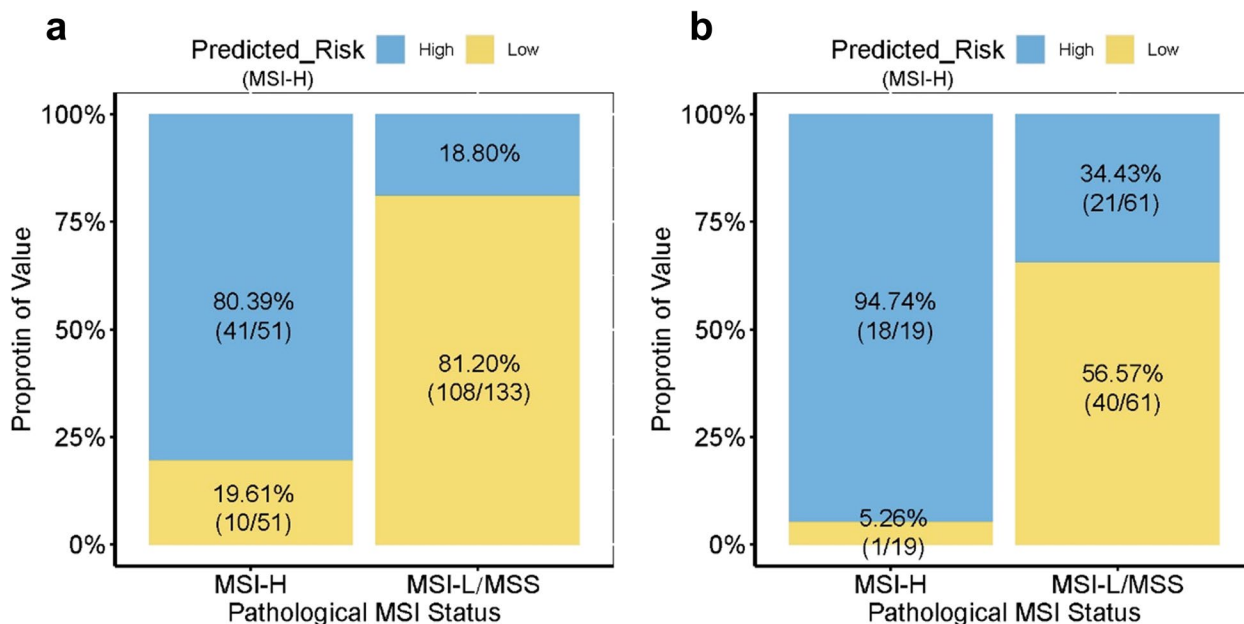 a
Predicted_Risk High Low
(MSI-H)
100%
75%
50%
25%
0%
Proprotin of Value
18.80%
80.39%
(41/51)
81.20%
(108/133)
19.61%
(10/51)
MSI-H MSI-L/MSS
Pathological MSI Status
b
Predicted_Risk High Low
(MSI-H)
100%
75%
50%
25%
0%
Proprotin of Value
34.43%
(21/61)
94.74%
(18/19)
56.57%
(40/61)
5.26%
(1/19)
MSI-H MSI-L/MSS
Pathological MSI Status